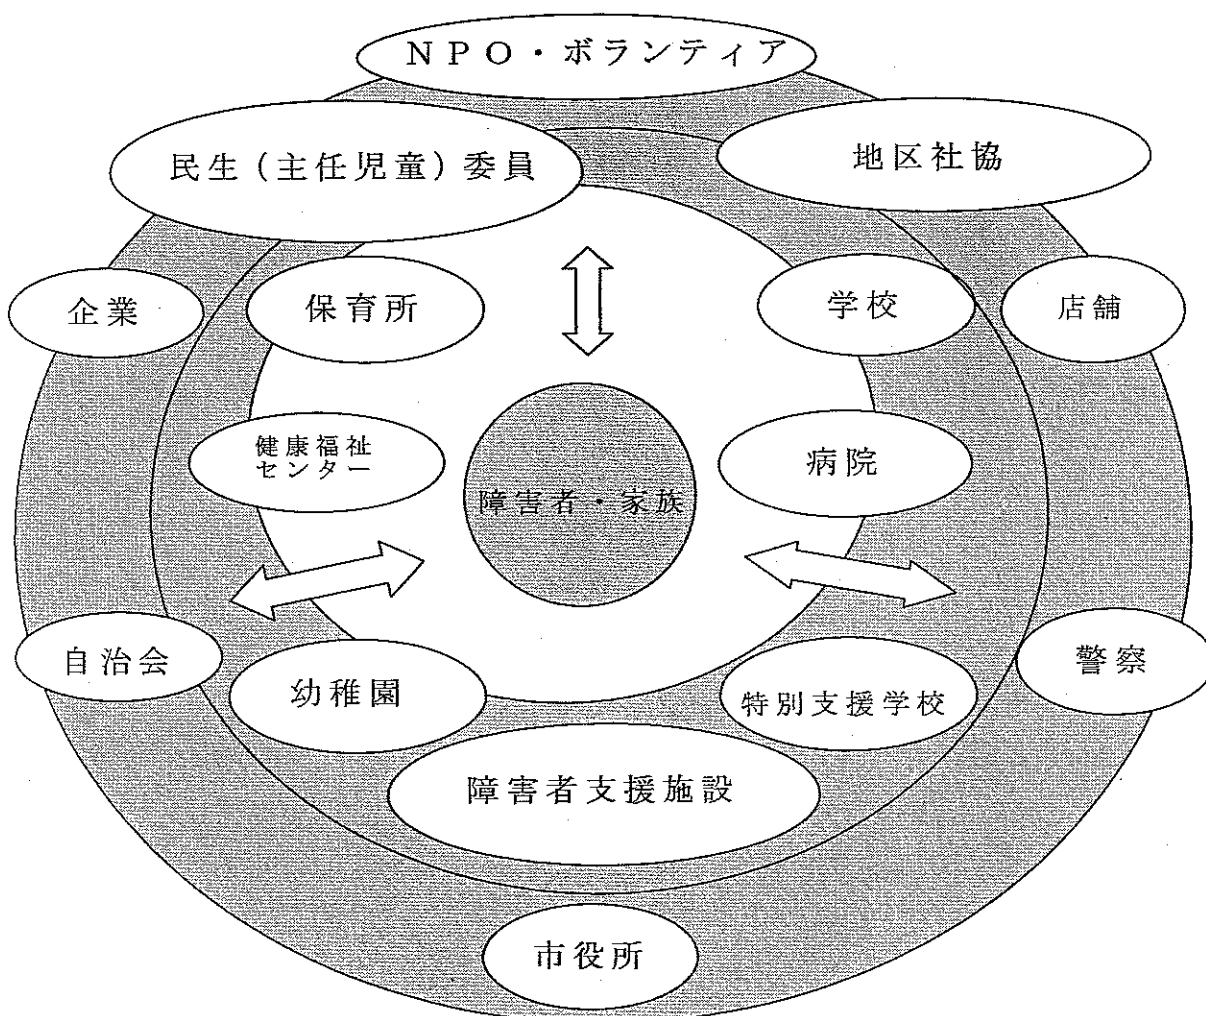 NPO・ボランティア
民生（主任児童）委員
地区社協
企業
保育所
学校
店舗
健康福祉
センター
病院
障害者・家族
自治会
幼稚園
特別支援学校
警察
障害者支援施設
市役所